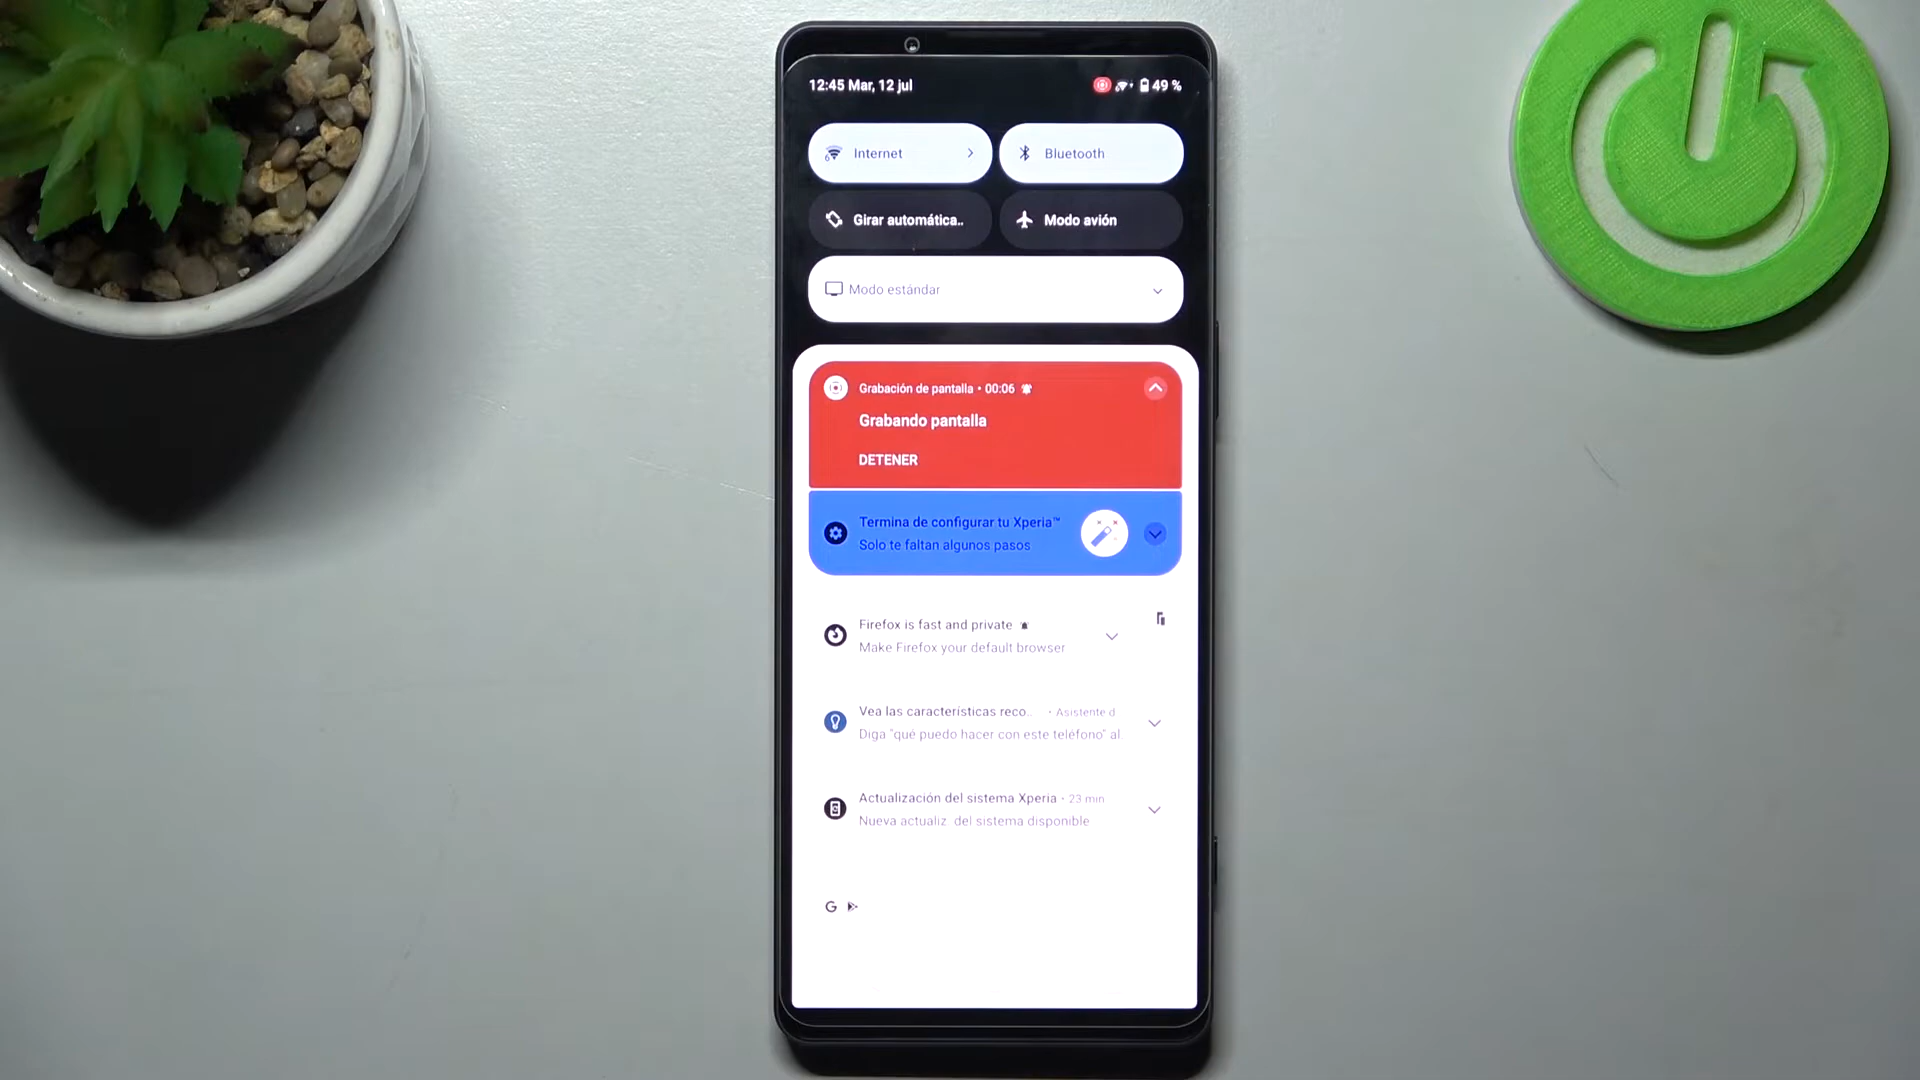 12:45 Mar, 12 jul
49 %
Internet
Bluetooth
Girar automática..
Modo avión
Modo estándar
Grabación de pantalla • 00:06
Grabando pantalla
DETENER
Termina de configurar tu Xperia™
Solo te faltan algunos pasos
Firefox is fast and private
Make Firefox your default browser
Vea las características reco.. • Asistente d
Diga "qué puedo hacer con este teléfono" al.
Actualización del sistema Xperia • 23 min
Nueva actualiz. del sistema disponible
G